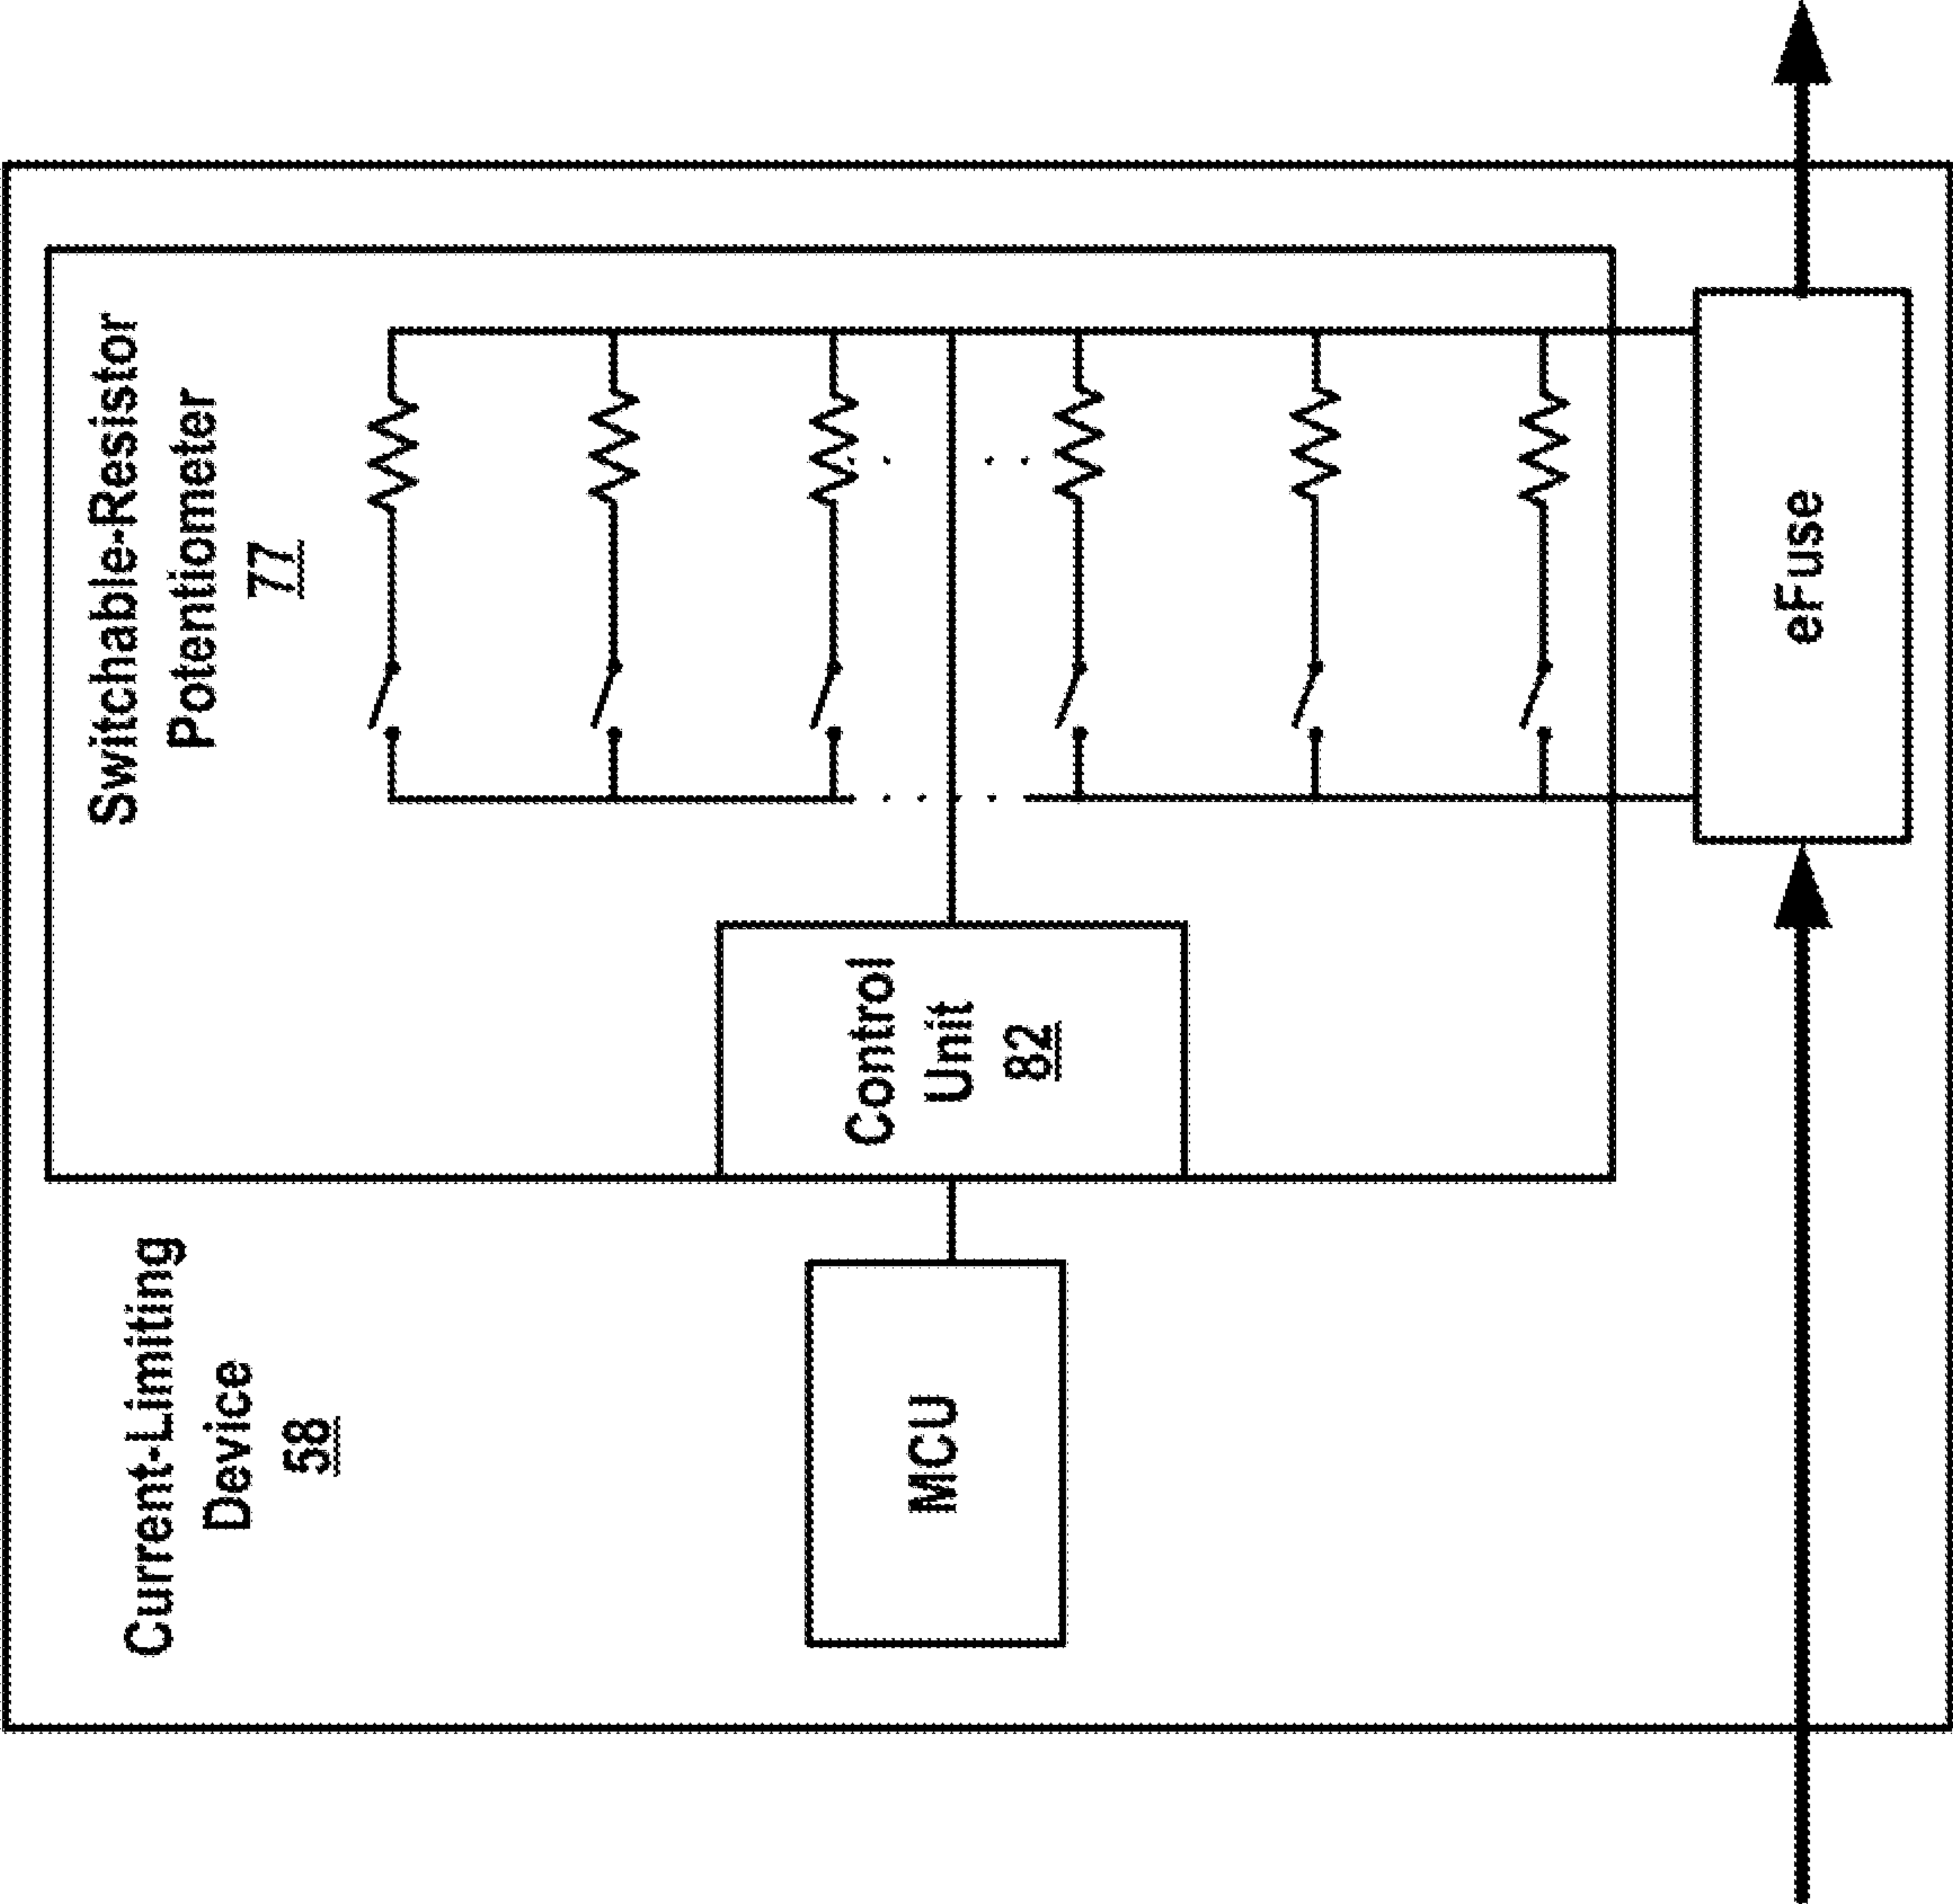 Current-Limiting
Device
58
Switchable-Resistor
Potentiometer
77
MCU
Control
Unit
82
eFuse